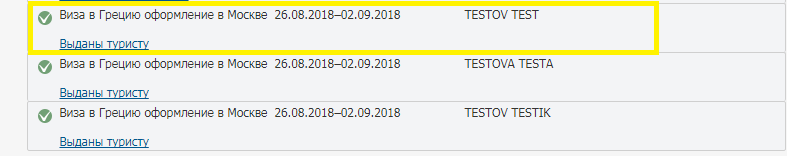 Виза в Грецию оформление в Москве 26.08.2018–02.09.2018 TESTOV TEST
Выданы туристу
Виза в Грецию оформление в Москве 26.08.2018–02.09.2018 TESTOVA TESTA
Выданы туристу
Виза в Грецию оформление в Москве 26.08.2018–02.09.2018 TESTOV TESTIK
Выданы туристу